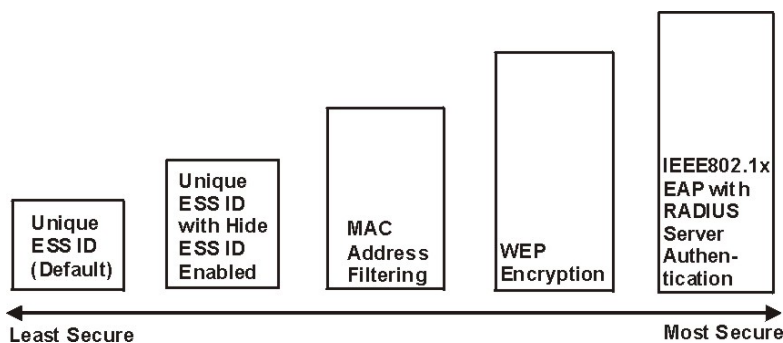 Unique
ESS ID
(Default)
Unique
ESS ID
with Hide
ESS ID
Enabled
MAC
Address
Filtering
WEP
Encryption
IEEE802.1x
EAP with
RADIUS
Server
Authen-
tication
Least Secure
Most Secure